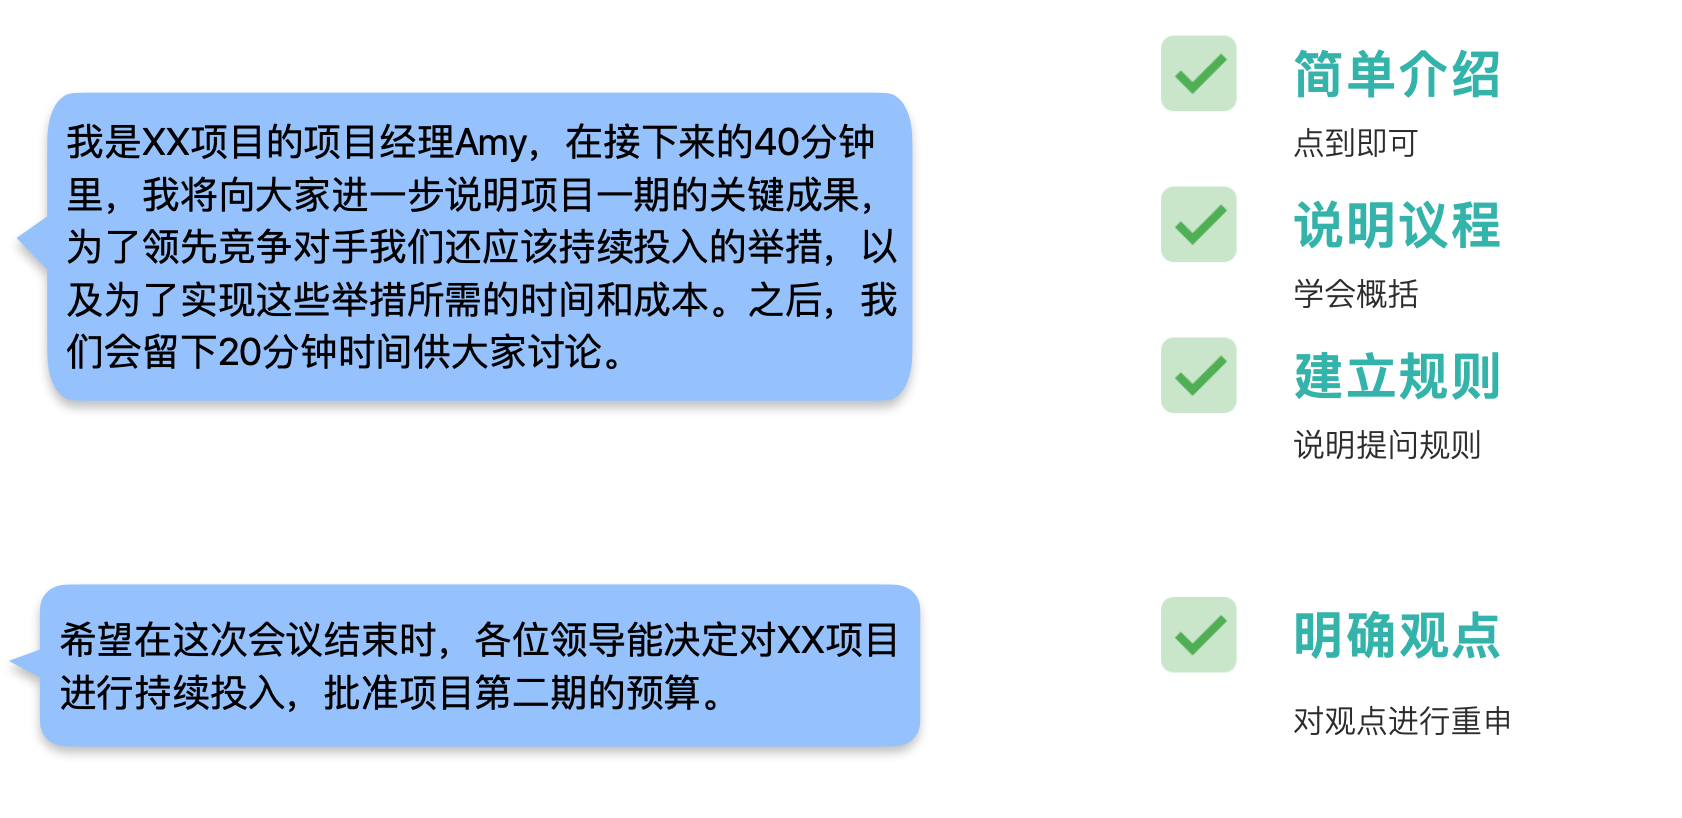 我是XX项目的项目经理Amy，在接下来的40分钟
里，我将向大家进一步说明项目一期的关键成果，
为了领先竞争对手我们还应该持续投入的举措，以
及为了实现这些举措所需的时间和成本。之后，我
们会留下20分钟时间供大家讨论。
简单介绍
点到即可
说明议程
学会概括
建立规则
说明提问规则
希望在这次会议结束时，各位领导能决定对XX项目
进行持续投入，批准项目第二期的预算。
明确观点
对观点进行重申